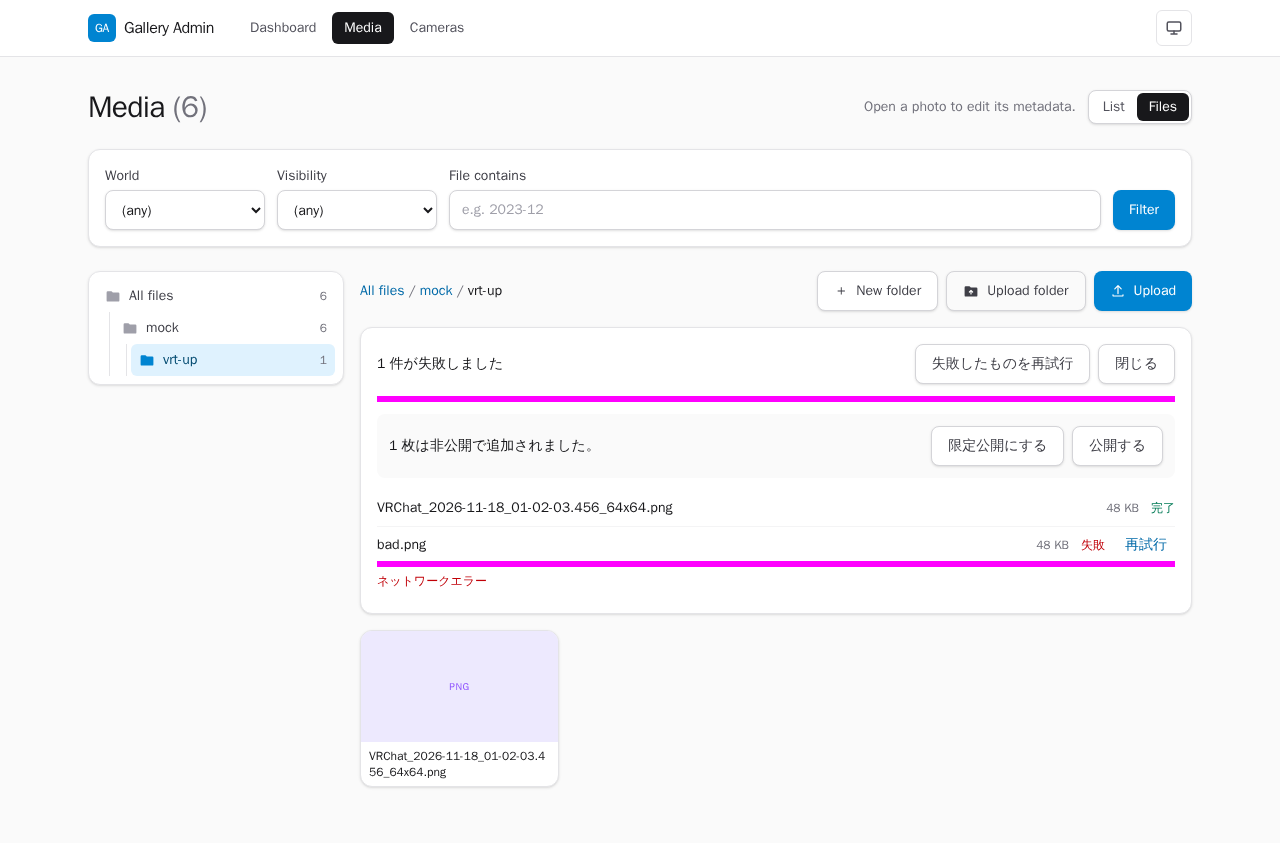 GA Gallery Admin Dashboard Media Cameras
Media (6)
Open a photo to edit its metadata. List Files
World Visibility File contains
(any) (any) e.g. 2023-12 Filter
All files 6
mock 6
vrt-up 1
All files / mock / vrt-up
New folder Upload folder Upload
1 件が失敗しました 失敗したものを再試行 閉じる
1 枚は非公開で追加されました。 限定公開にする 公開する
VRChat_2026-11-18_01-02-03.456_64x64.png 48 KB 完了
bad.png 48 KB 失敗 再試行
ネットワークエラー
PNG
VRChat_2026-11-18_01-02-03.4
56_64x64.png